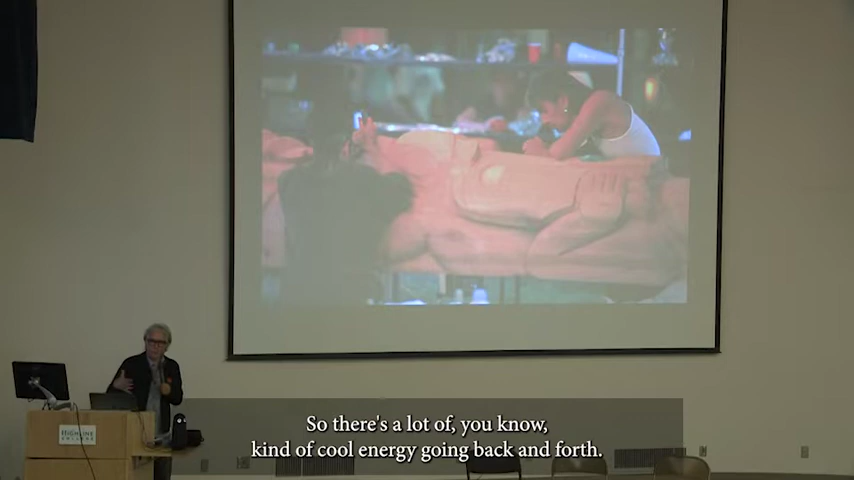 So there's a lot of, you know,
kind of cool energy going back and forth.